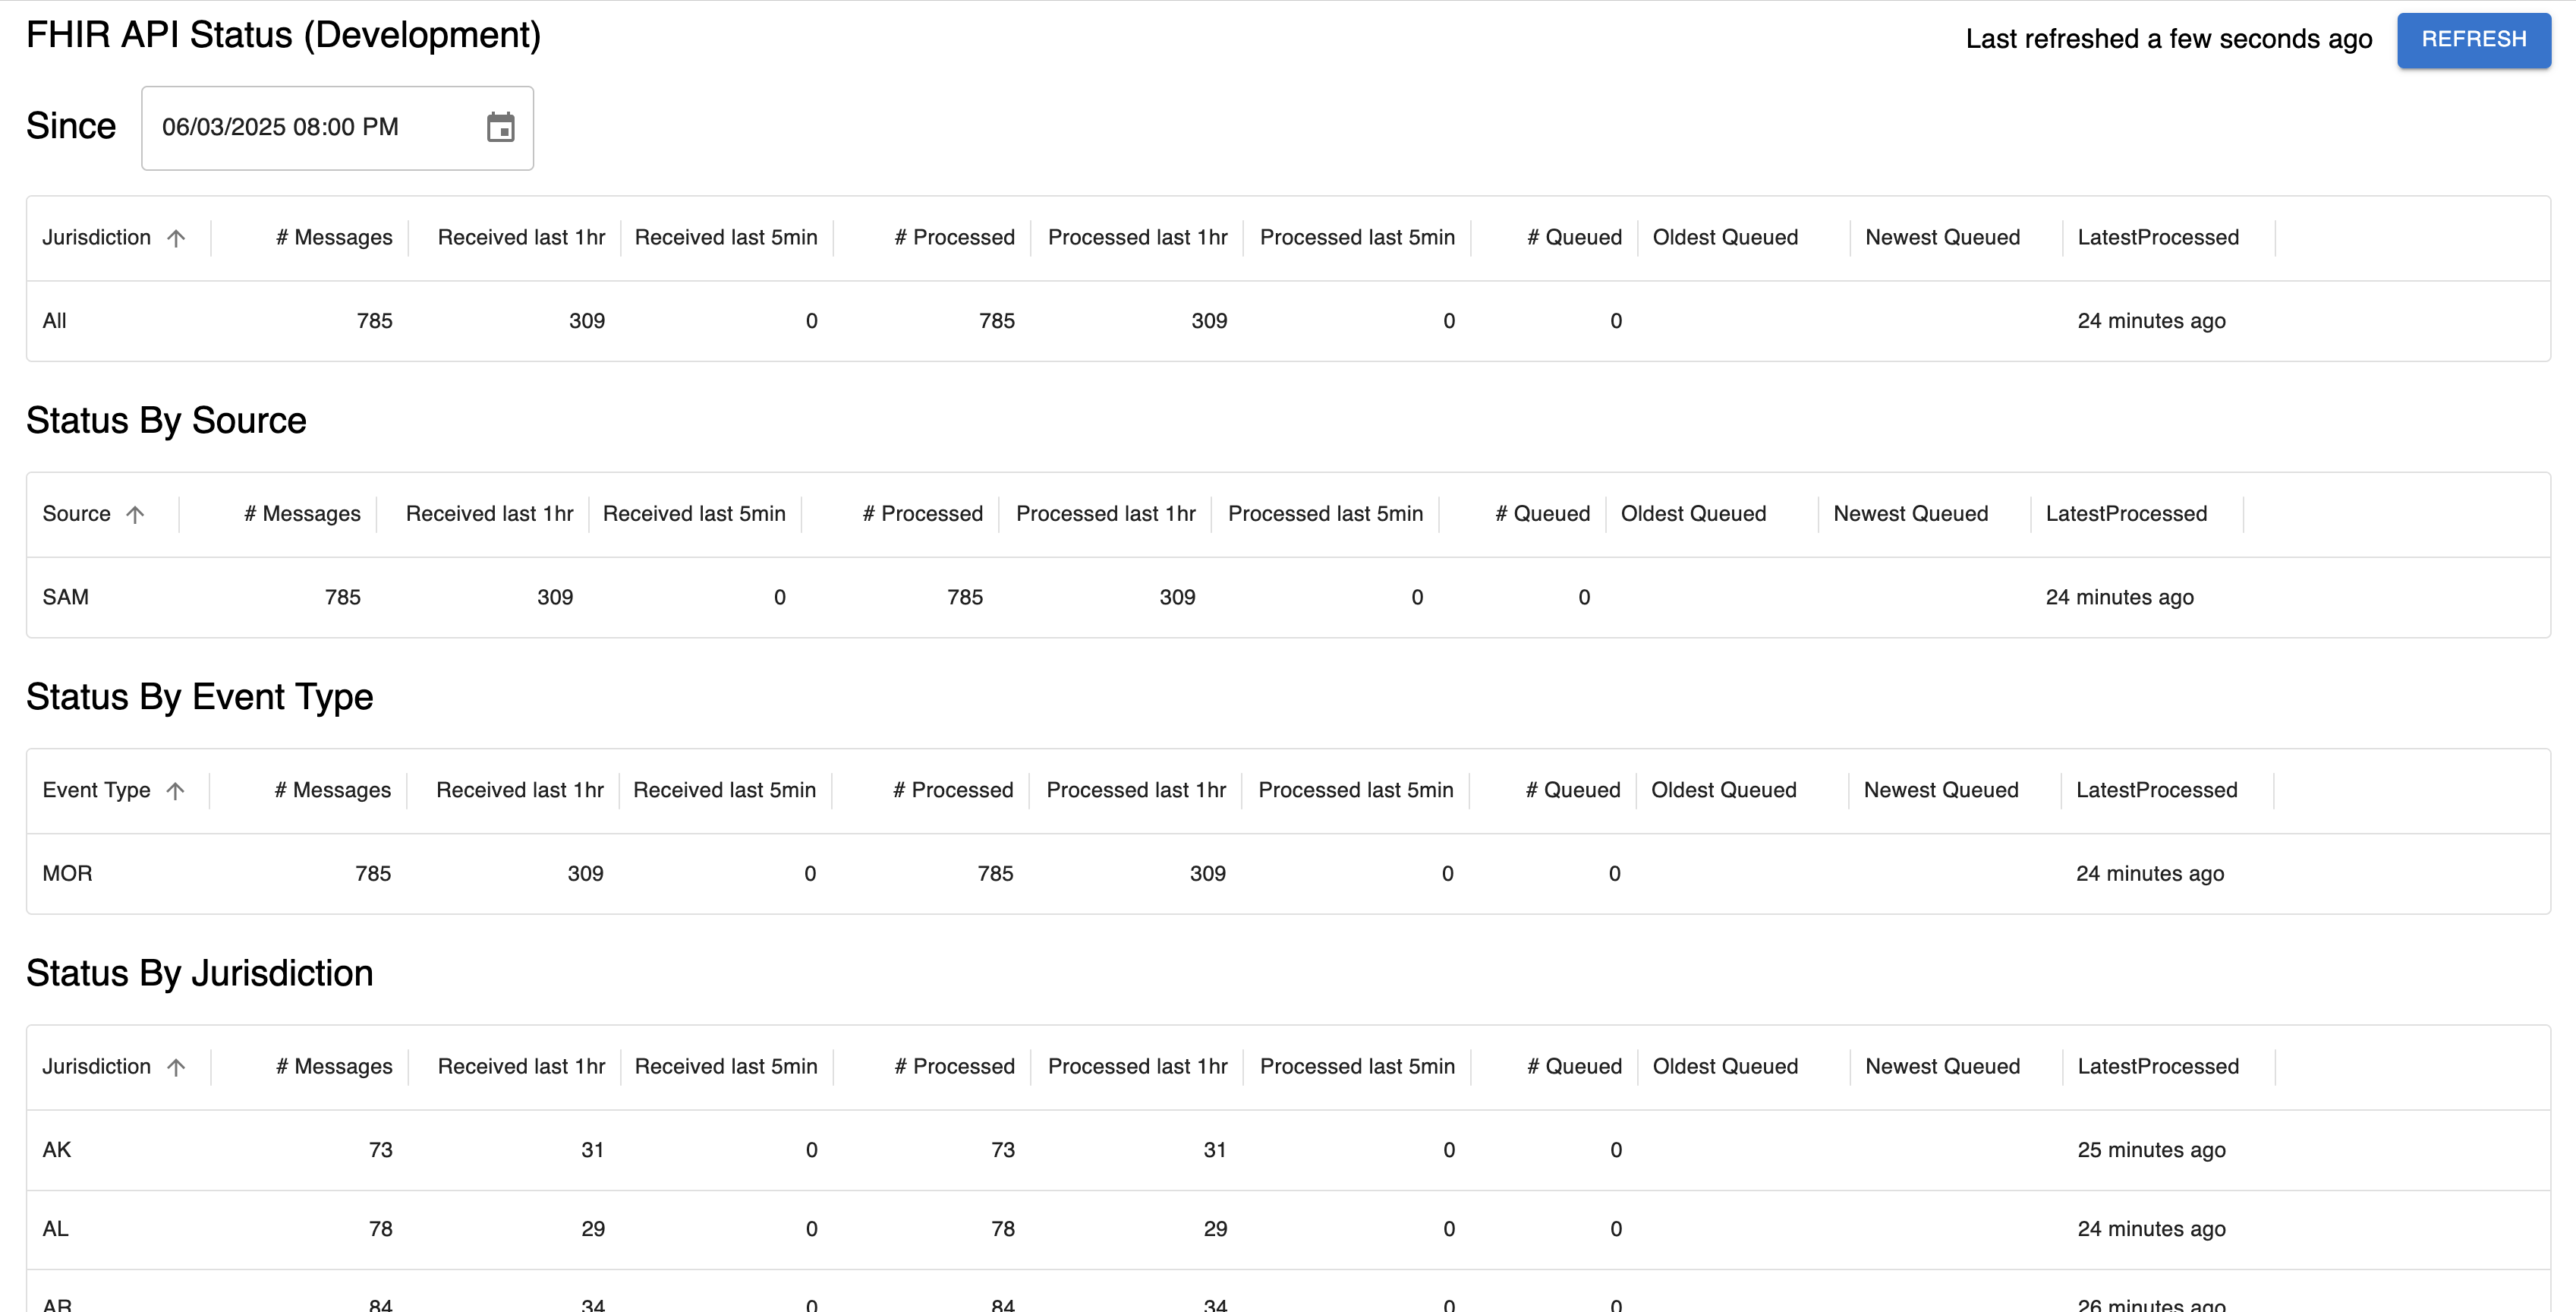 FHIR API Status (Development)
Last refreshed a few seconds ago REFRESH
Since 06/03/2025 08:00 PM
Jurisdiction # Messages Received last 1hr Received last 5min # Processed Processed last 1hr Processed last 5min # Queued Oldest Queued Newest Queued LatestProcessed
All 785 309 0 785 309 0 0 24 minutes ago
Status By Source
Source # Messages Received last 1hr Received last 5min # Processed Processed last 1hr Processed last 5min # Queued Oldest Queued Newest Queued LatestProcessed
SAM 785 309 0 785 309 0 0 24 minutes ago
Status By Event Type
Event Type # Messages Received last 1hr Received last 5min # Processed Processed last 1hr Processed last 5min # Queued Oldest Queued Newest Queued LatestProcessed
MOR 785 309 0 785 309 0 0 24 minutes ago
Status By Jurisdiction
Jurisdiction # Messages Received last 1hr Received last 5min # Processed Processed last 1hr Processed last 5min # Queued Oldest Queued Newest Queued LatestProcessed
AK 73 31 0 73 31 0 0 25 minutes ago
AL 78 29 0 78 29 0 0 24 minutes ago
AR 84 34 0 84 34 0 0 26 minutes ago